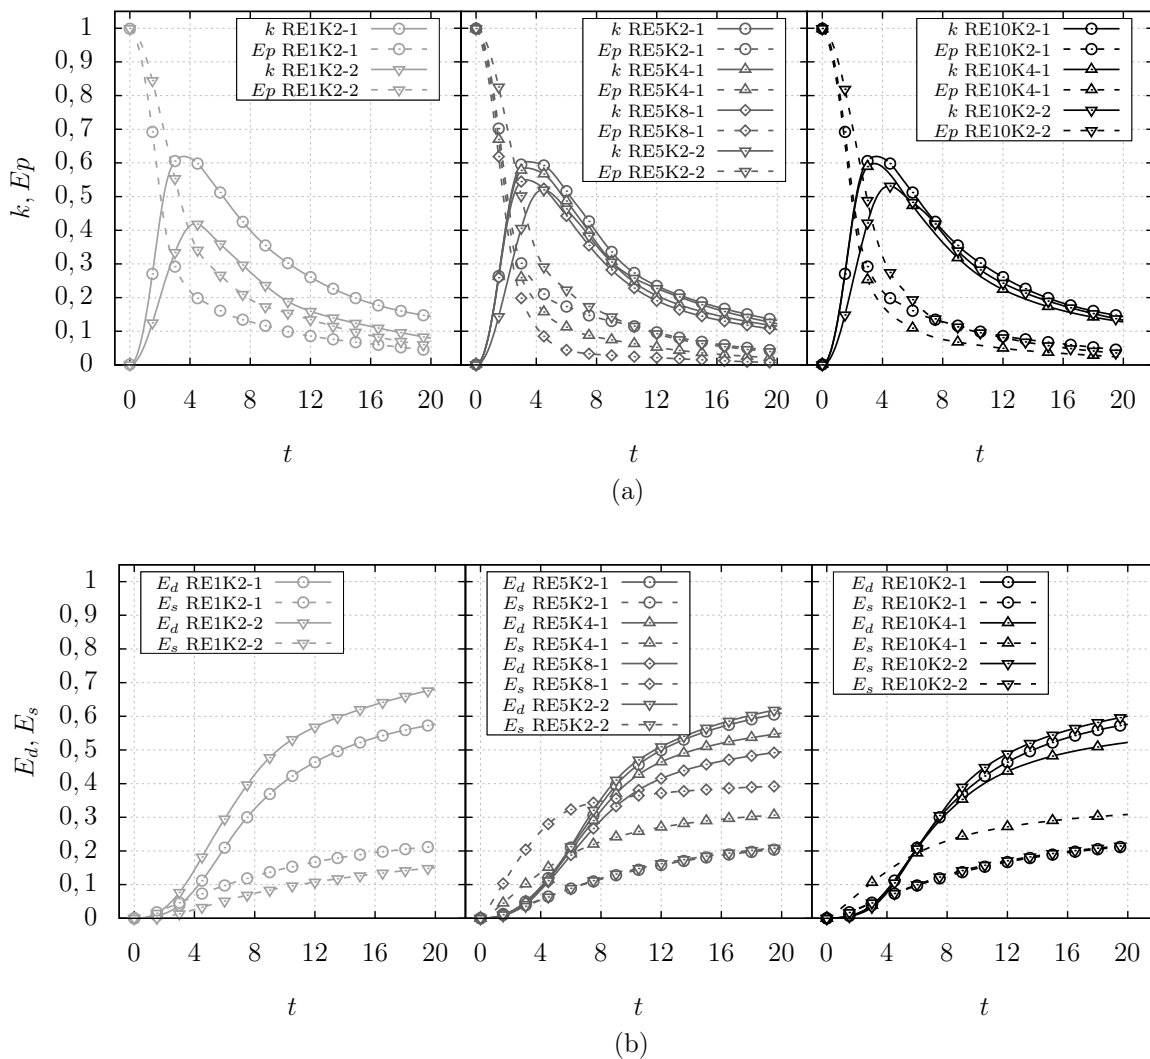 k RE1K2-1
Ep RE1K2-1
k RE1K2-2
Ep RE1K2-2
k RE5K2-1
Ep RE5K2-1
k RE5K4-1
Ep RE5K4-1
k RE5K8-1
Ep RE5K8-1
k RE5K2-2
Ep RE5K2-2
k RE10K2-1
Ep RE10K2-1
k RE10K4-1
Ep RE10K4-1
k RE10K2-2
Ep RE10K2-2
k, Ep
1
0, 9
0, 8
0, 7
0, 6
0, 5
0, 4
0, 3
0, 2
0, 1
0
0 4 8 12 16 20
0 4 8 12 16 20
0 4 8 12 16 20
t t t
(a)
E_d RE1K2-1
E_s RE1K2-1
E_d RE1K2-2
E_s RE1K2-2
E_d RE5K2-1
E_s RE5K2-1
E_d RE5K4-1
E_s RE5K4-1
E_d RE5K8-1
E_s RE5K8-1
E_d RE5K2-2
E_s RE5K2-2
E_d RE10K2-1
E_s RE10K2-1
E_d RE10K4-1
E_s RE10K4-1
E_d RE10K2-2
E_s RE10K2-2
E_d, E_s
1
0, 9
0, 8
0, 7
0, 6
0, 5
0, 4
0, 3
0, 2
0, 1
0
0 4 8 12 16 20
0 4 8 12 16 20
0 4 8 12 16 20
t t t
(b)